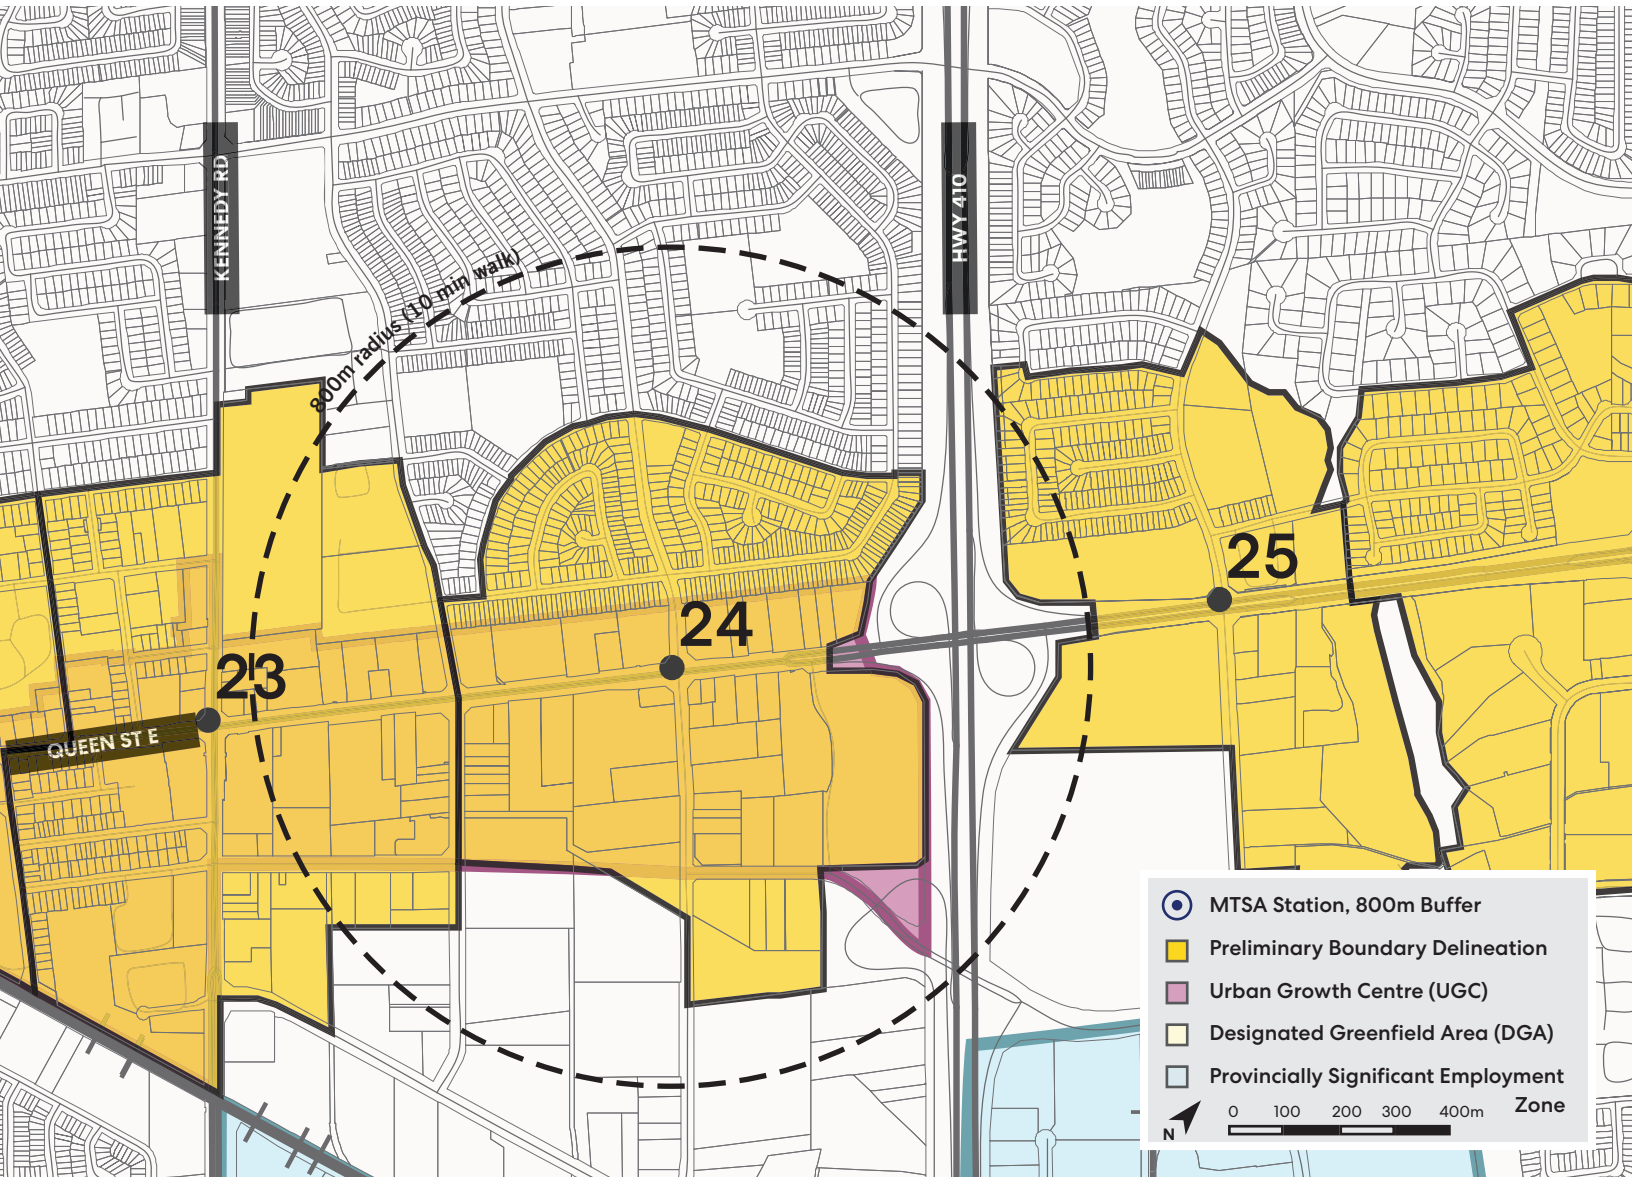 KENNEDY RD
HWY 410
800m radius (10 min walk)
25
24
23
QUEEN ST E
MTSA Station, 800m Buffer
Preliminary Boundary Delineation
Urban Growth Centre (UGC)
Designated Greenfield Area (DGA)
Provincially Significant Employment
Zone
N
0 100 200 300 400m